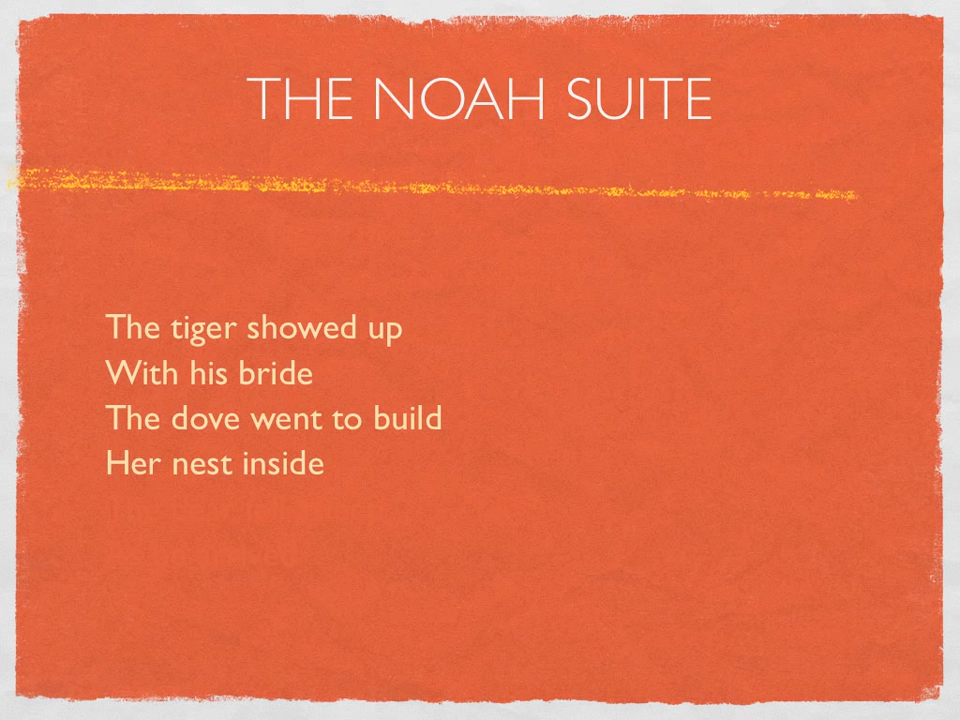 THE NOAH SUITE
The tiger showed up
With his bride
The dove went to build
Her nest inside